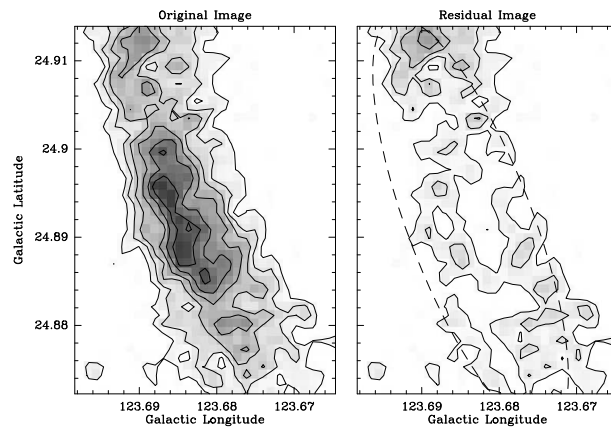 Original Image
Residual Image
24.91
24.9
24.89
24.88
Galactic Latitude
123.69
123.68
123.67
123.69
123.68
123.67
Galactic Longitude
Galactic Longitude